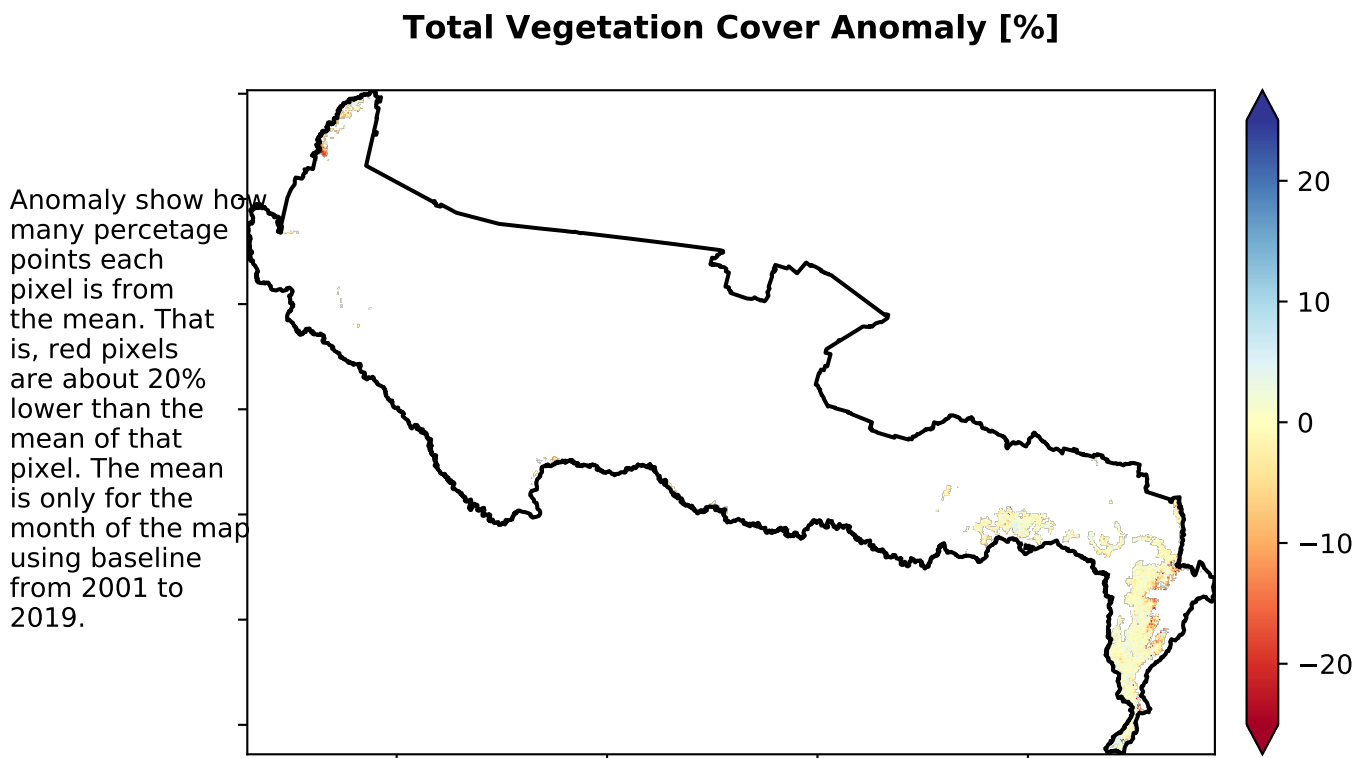 Total Vegetation Cover Anomaly [%]
Anomaly show how
many percetage
points each
pixel is from
the mean. That
is, red pixels
are about 20%
lower than the
mean of that
pixel. The mean
is only for the
month of the map
using baseline
from 2001 to
2019.
20
10
0
−10
−20